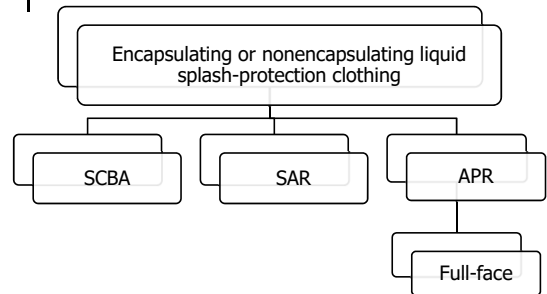 Encapsulating or nonencapsulating liquid
splash-protection clothing
SCBA
SAR
APR
Full-face